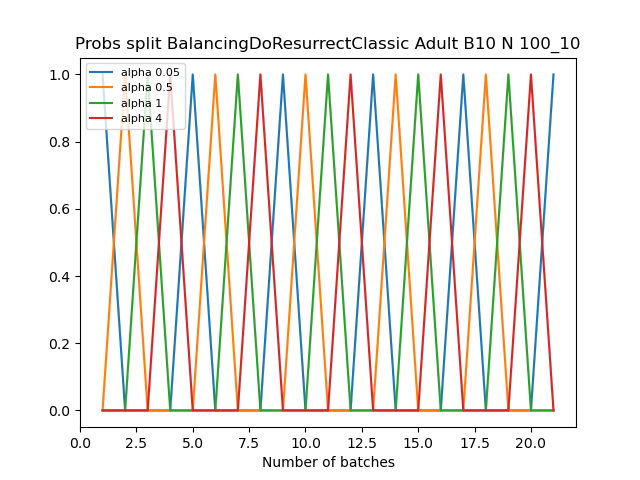 Probs split BalancingDoResurrectClassic Adult B10 N 100_10
alpha 0.05
alpha 0.5
alpha 1
alpha 4
1.0
0.8
0.6
0.4
0.2
0.0
0.0 2.5 5.0 7.5 10.0 12.5 15.0 17.5 20.0
Number of batches